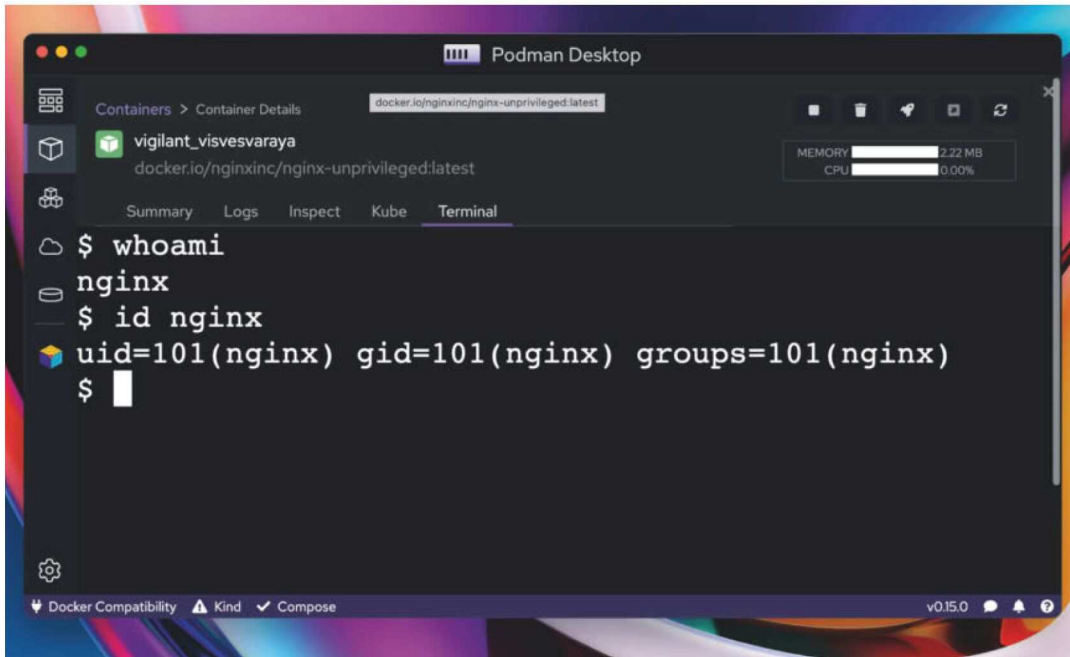 Podman Desktop
Containers > Container Details
docker.io/nginxinc/nginx-unprivileged:latest
vigilant_visvesvaraya
docker.io/nginxinc/nginx-unprivileged:latest
MEMORY 2.22 MB
CPU 0.00%
Summary Logs Inspect Kube Terminal
$ whoami
nginx
$ id nginx
uid=101(nginx) gid=101(nginx) groups=101(nginx)
$
Docker Compatibility Kind Compose v0.15.0